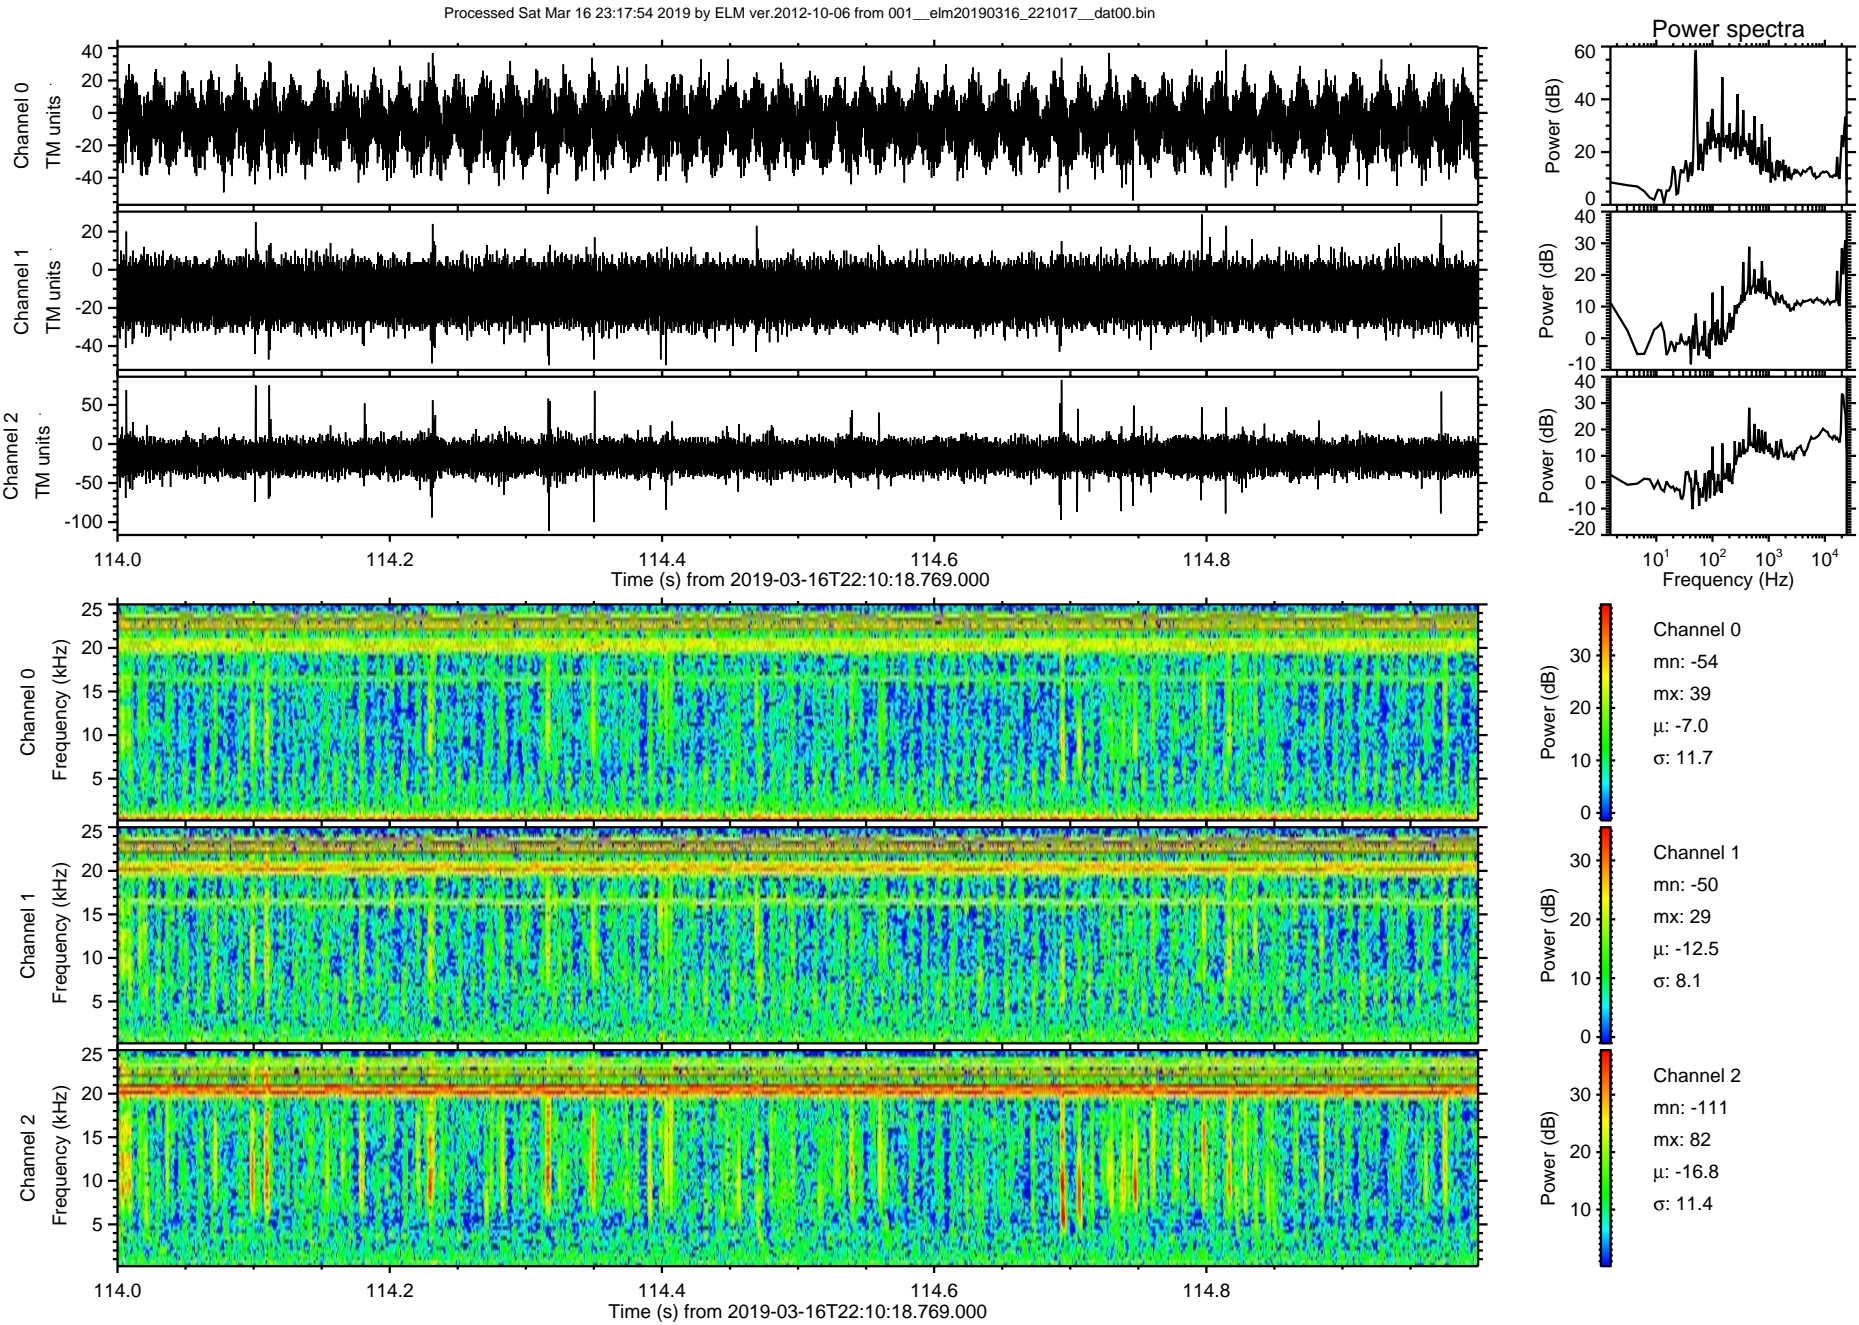 Processed Sat Mar 16 23:17:54 2019 by ELM ver.2012-10-06 from 001__elm20190316_221017__dat00.bin
Power spectra
Channel 0
TM units
40
20
0
-20
-40
Power (dB)
60
40
20
0
Channel 1
TM units
20
0
-20
-40
Power (dB)
40
30
20
10
0
-10
Channel 2
TM units
50
0
-50
-100
Power (dB)
40
30
20
10
0
-10
-20
114.0 114.2 114.4 114.6 114.8
Time (s) from 2019-03-16T22:10:18.769.000
10^1 10^2 10^3 10^4
Frequency (Hz)
Channel 0
Frequency (kHz)
25
20
15
10
5
Power (dB)
30
20
10
0
Channel 0
mn: -54
mx: 39
μ: -7.0
σ: 11.7
Channel 1
Frequency (kHz)
25
20
15
10
5
Power (dB)
30
20
10
0
Channel 1
mn: -50
mx: 29
μ: -12.5
σ: 8.1
Channel 2
Frequency (kHz)
25
20
15
10
5
Power (dB)
30
20
10
Channel 2
mn: -111
mx: 82
μ: -16.8
σ: 11.4
114.0 114.2 114.4 114.6 114.8
Time (s) from 2019-03-16T22:10:18.769.000